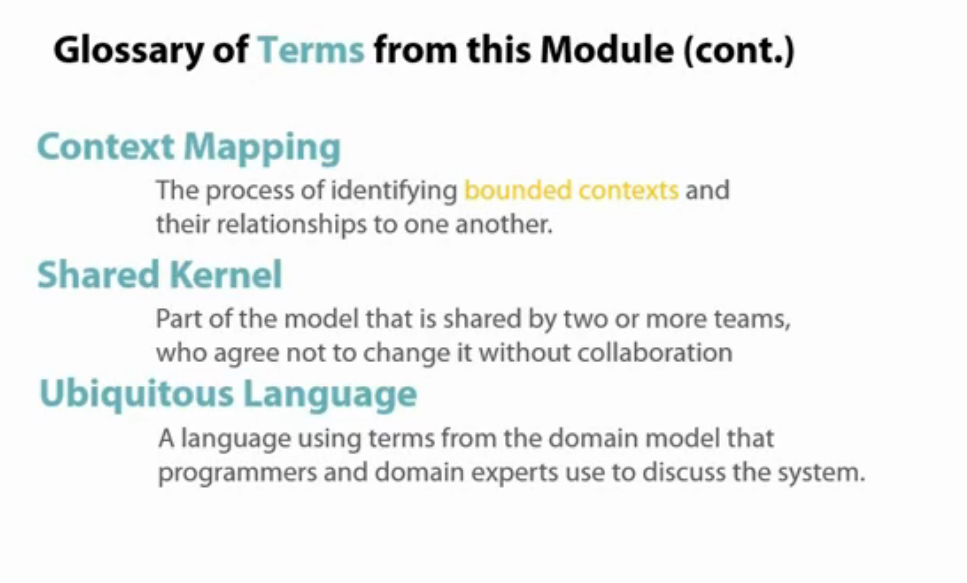 Glossary of Terms from this Module (cont.)
Context Mapping
The process of identifying bounded contexts and
their relationships to one another.
Shared Kernel
Part of the model that is shared by two or more teams,
who agree not to change it without collaboration
Ubiquitous Language
A language using terms from the domain model that
programmers and domain experts use to discuss the system.